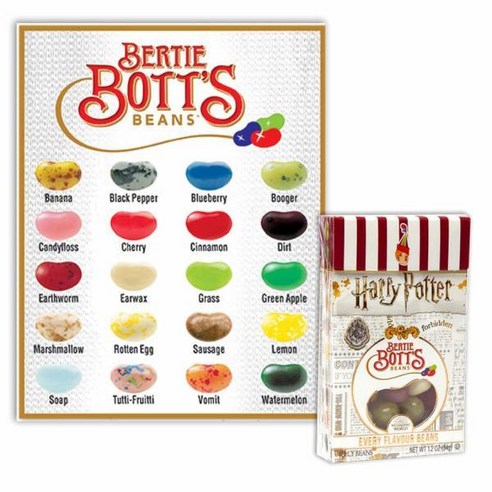 BERTIE
BOTT'S
BEANS
Banana Black Pepper Blueberry Booger
Candyfloss Cherry Cinnamon Dirt
Earthworm Earwax Grass Green Apple
Marshmallow Rotten Egg Sausage Lemon
Soap Tutti-Fruitti Vomit Watermelon
Harry Potter
forbidden
BERTIE
BOTT'S
BEANS
EVERY FLAVOUR BEANS
NET WT 1.2 OZ (34g)